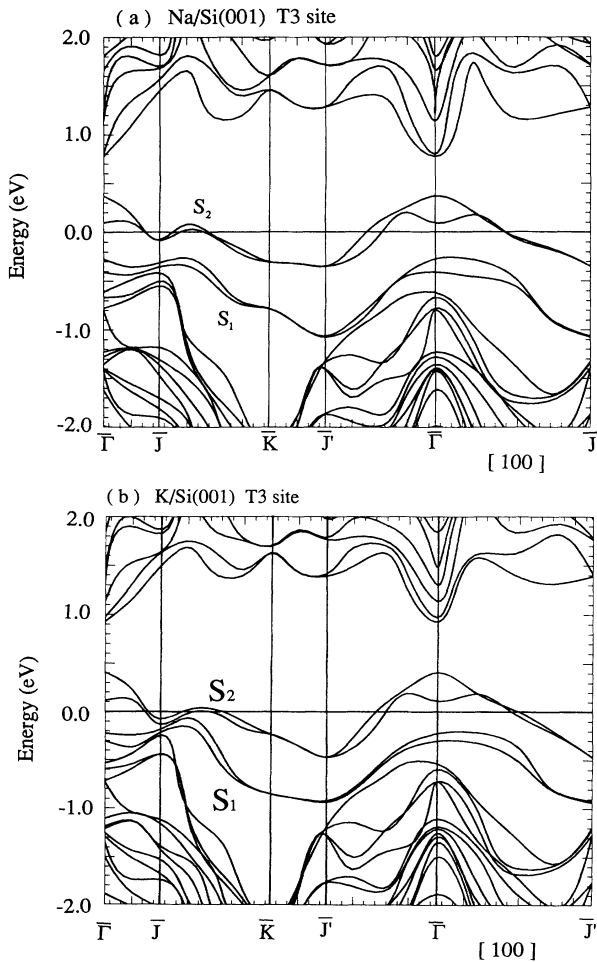 ( a ) Na/Si(001) T3 site
2.0
1.0
0.0
-1.0
-2.0
Energy (eV)
S₂
S₁
Γ̅ J̅ K̅ J̅' Γ̅ J̅
[ 100 ]
( b ) K/Si(001) T3 site
2.0
1.0
0.0
-1.0
-2.0
Energy (eV)
S₂
S₁
Γ̅ J̅ K̅ J̅' Γ̅ J̅'
[ 100 ]